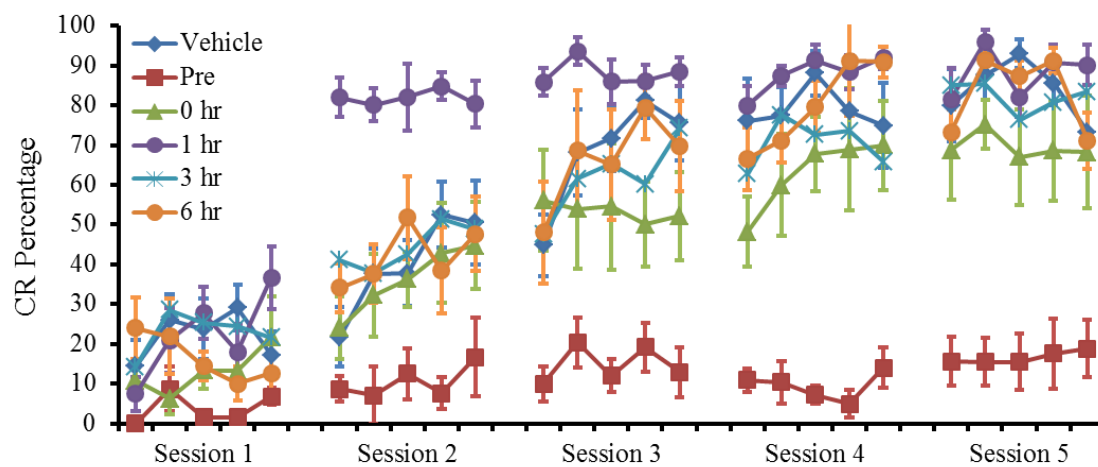 CR Percentage
100
90
80
70
60
50
40
30
20
10
0
Vehicle
Pre
0 hr
1 hr
3 hr
6 hr
Session 1 Session 2 Session 3 Session 4 Session 5